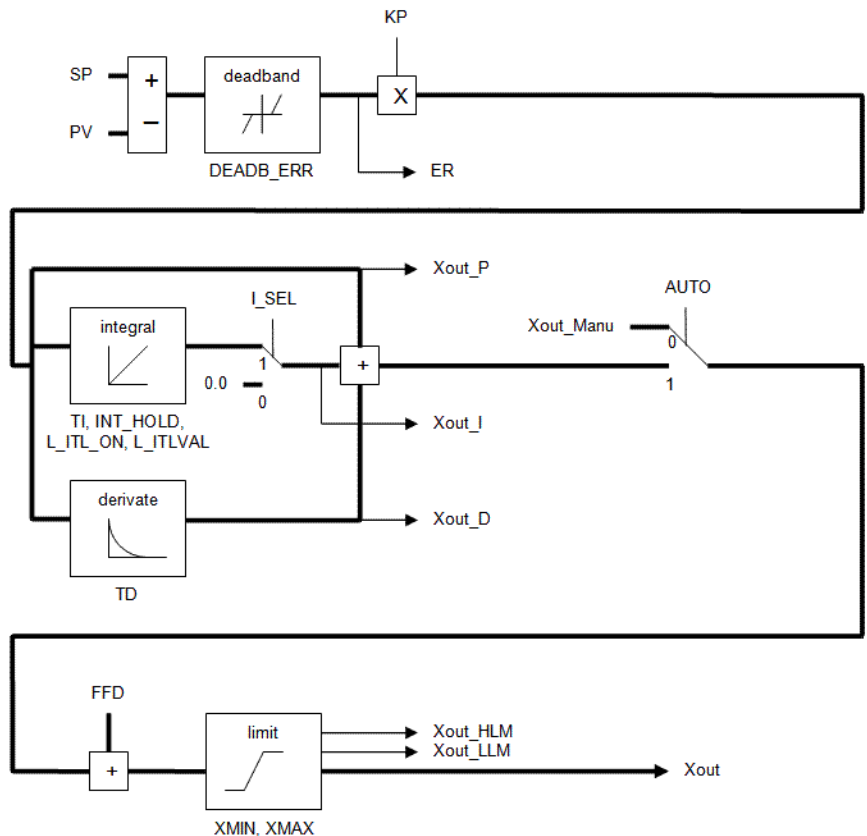 KP
SP
+
deadband
X
PV
−
DEADB_ERR
ER
Xout_P
I_SEL
AUTO
integral
Xout_Manu
0
1
+
0.0
0
1
TI, INT_HOLD,
L_ITL_ON, L_ITLVAL
Xout_I
derivate
Xout_D
TD
FFD
limit
Xout_HLM
Xout_LLM
+
Xout
XMIN, XMAX